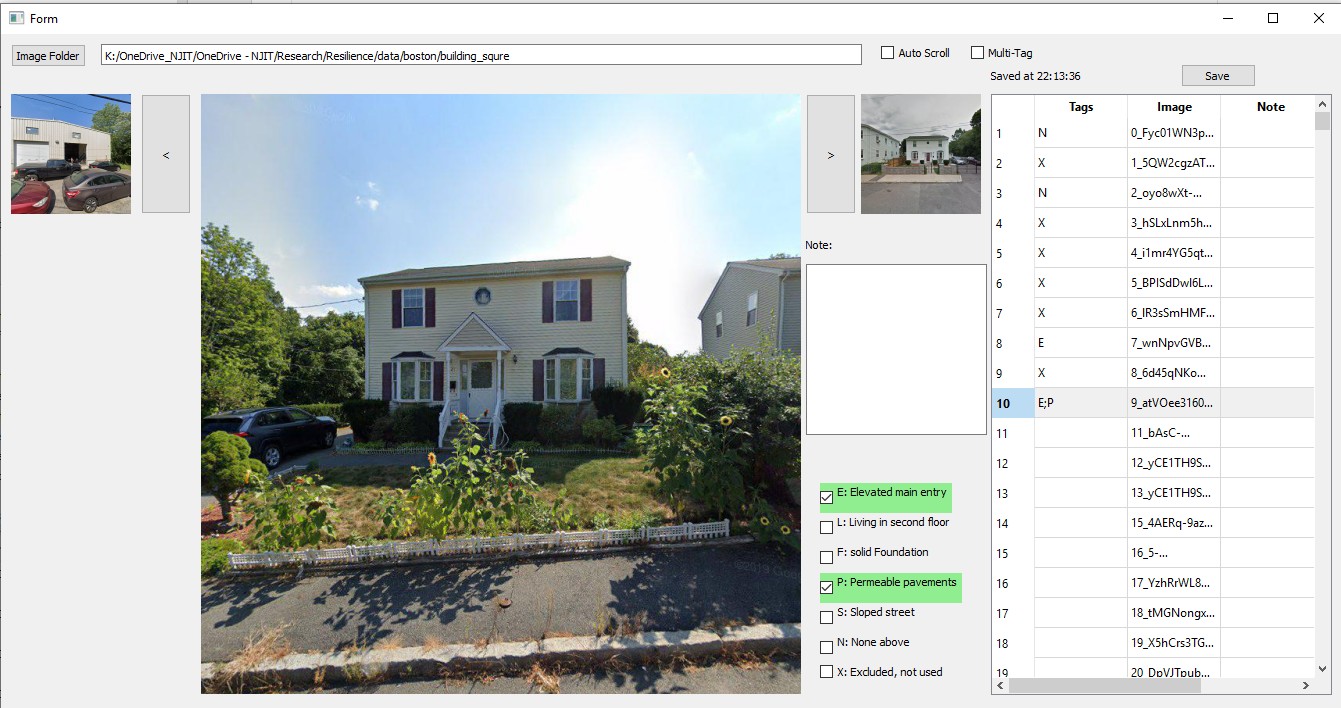 Form
Image Folder
K:/OneDrive_NJIT/OneDrive - NJIT/Research/Resilience/data/boston/building_squre
Auto Scroll
Multi-Tag
Saved at 22:13:36
Save
<
>
Note:
E: Elevated main entry
L: Living in second floor
F: solid Foundation
P: Permeable pavements
S: Sloped street
N: None above
X: Excluded, not used
Tags Image Note
1 N 0_Fyc01WN3p...
2 X 1_5QW2cgzAT...
3 N 2_oyo8wXt-...
4 X 3_hSLxLnm5h...
5 X 4_i1mr4YG5qt...
6 X 5_BPISdDwI6L...
7 X 6_IR3sSmHMF...
8 E 7_wnNpvGVB...
9 X 8_6d45qNKo...
10 E;P 9_atVOee3160...
11 11_bAsC-...
12 12_yCE1TH9S...
13 13_yCE1TH9S...
14 15_4AERq-9az...
15 16_5-...
16 17_YzhRrWL8...
17 18_tMGNongx...
18 19_X5hCrs3TG...
19 20_DpVJTpub...